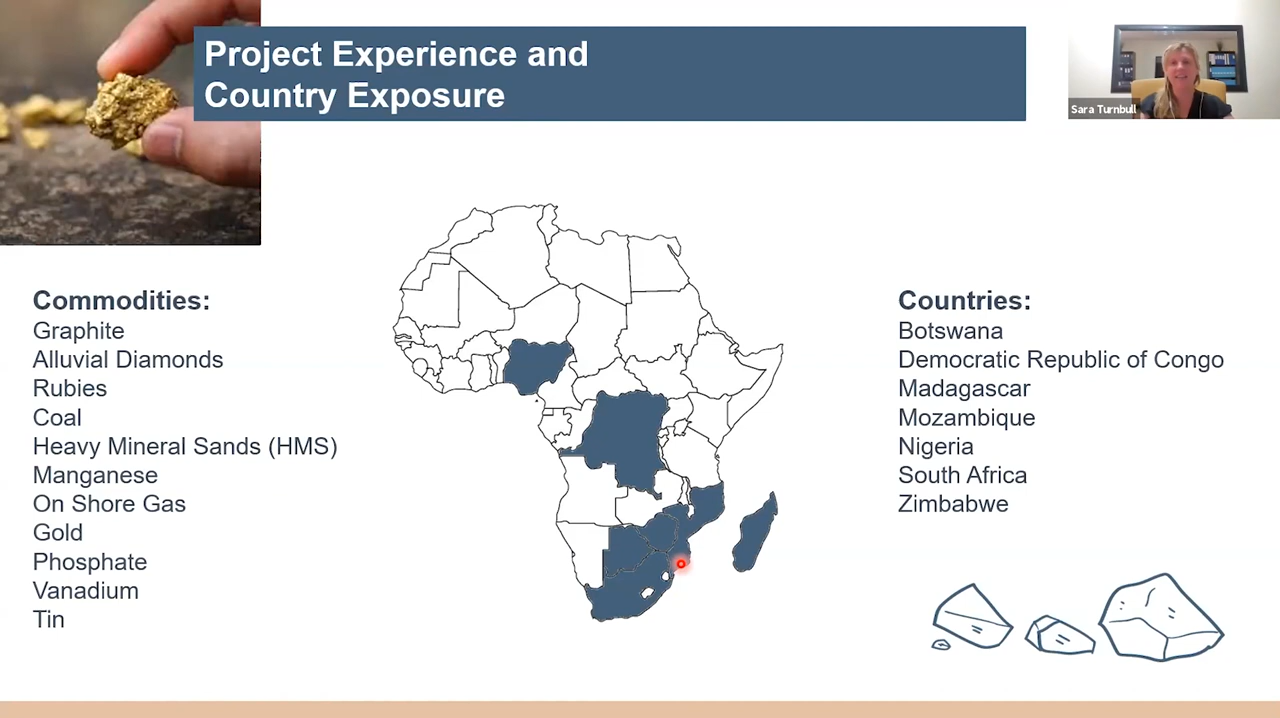 Project Experience and
Country Exposure
Sara Turnbull
Commodities:
Graphite
Alluvial Diamonds
Rubies
Coal
Heavy Mineral Sands (HMS)
Manganese
On Shore Gas
Gold
Phosphate
Vanadium
Tin
Countries:
Botswana
Democratic Republic of Congo
Madagascar
Mozambique
Nigeria
South Africa
Zimbabwe